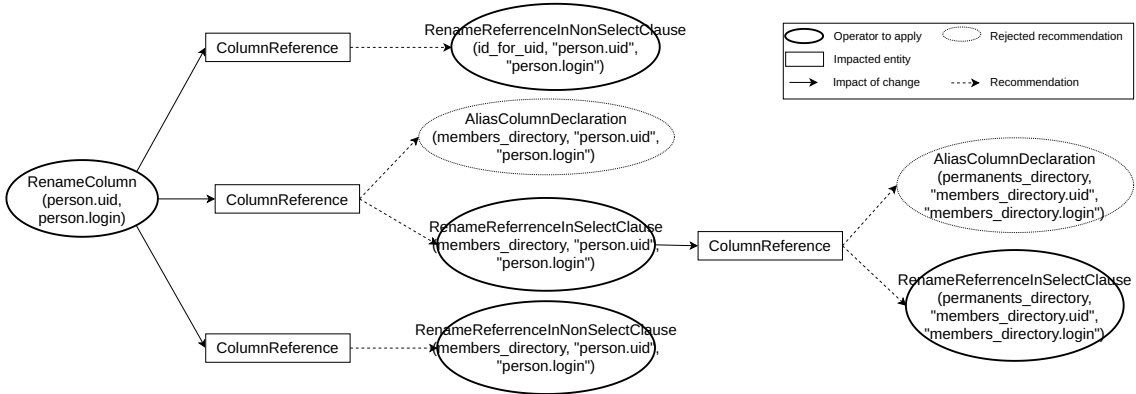 RenameReferrenceInNonSelectClause
(id_for_uid, "person.uid",
"person.login")
ColumnReference
Operator to apply
Rejected recommendation
Impacted entity
Impact of change
Recommendation
AliasColumnDeclaration
(members_directory, "person.uid",
"person.login")
RenameColumn
(person.uid,
person.login)
ColumnReference
RenameReferrenceInSelectClause
(members_directory, "person.uid",
"person.login")
ColumnReference
AliasColumnDeclaration
(permanents_directory,
"members_directory.uid",
"members_directory.login")
RenameReferrenceInSelectClause
(permanents_directory,
"members_directory.uid",
"members_directory.login")
ColumnReference
RenameReferrenceInNonSelectClause
(members_directory, "person.uid",
"person.login")